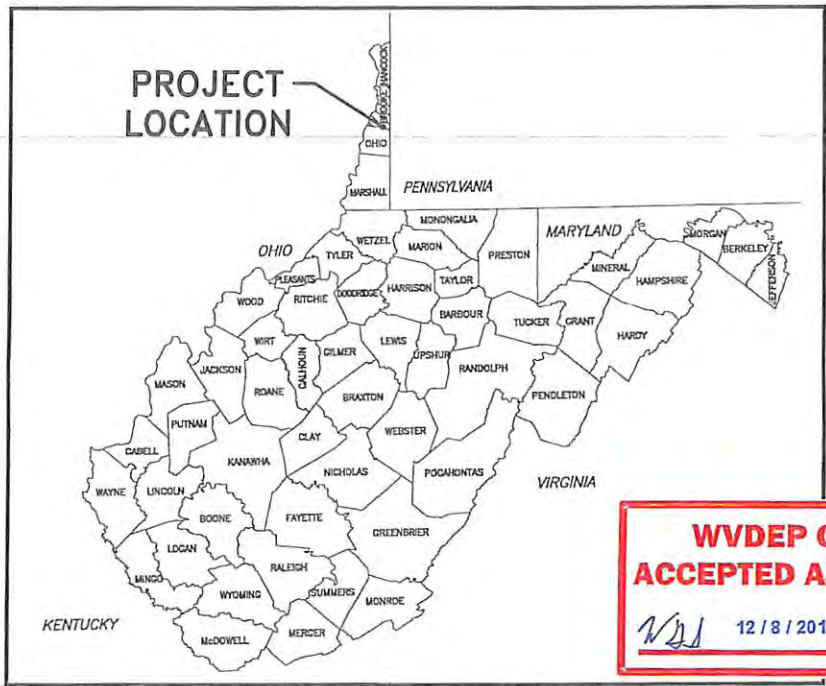 PROJECT
LOCATION
HANCOCK
BROOKE
OHIO
MARSHALL
PENNSYLVANIA
MONONGALIA
MARYLAND
MORGAN
WETZEL
MARION
PRESTON
BERKELEY
OHIO
TYLER
MINERAL
JEFFERSON
PLEASANTS
HARRISON
TAYLOR
HAMPSHIRE
WOOD
RITCHIE
DODDRIDGE
BARBOUR
TUCKER
GRANT
WIRT
LEWIS
HARDY
JACKSON
CALHOUN
GILMER
UPSHUR
RANDOLPH
MASON
ROANE
BRAXTON
PENDLETON
PUTNAM
CLAY
WEBSTER
CABELL
KANAWHA
NICHOLAS
POCAHONTAS
VIRGINIA
WAYNE
LINCOLN
BOONE
FAYETTE
GREENBRIER
WVDEP
LOGAN
RALEIGH
ACCEPTED A
MINGO
WYOMING
SUMMERS
MONROE
KENTUCKY
12 / 8 / 201
McDOWELL
MERCER